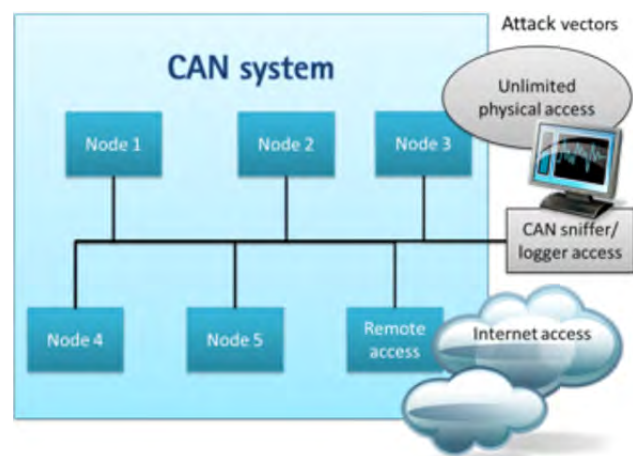 Attack vectors
CAN system
Unlimited
physical access
Node 1
Node 2
Node 3
CAN sniffer/
logger access
Node 4
Node 5
Remote
access
Internet access